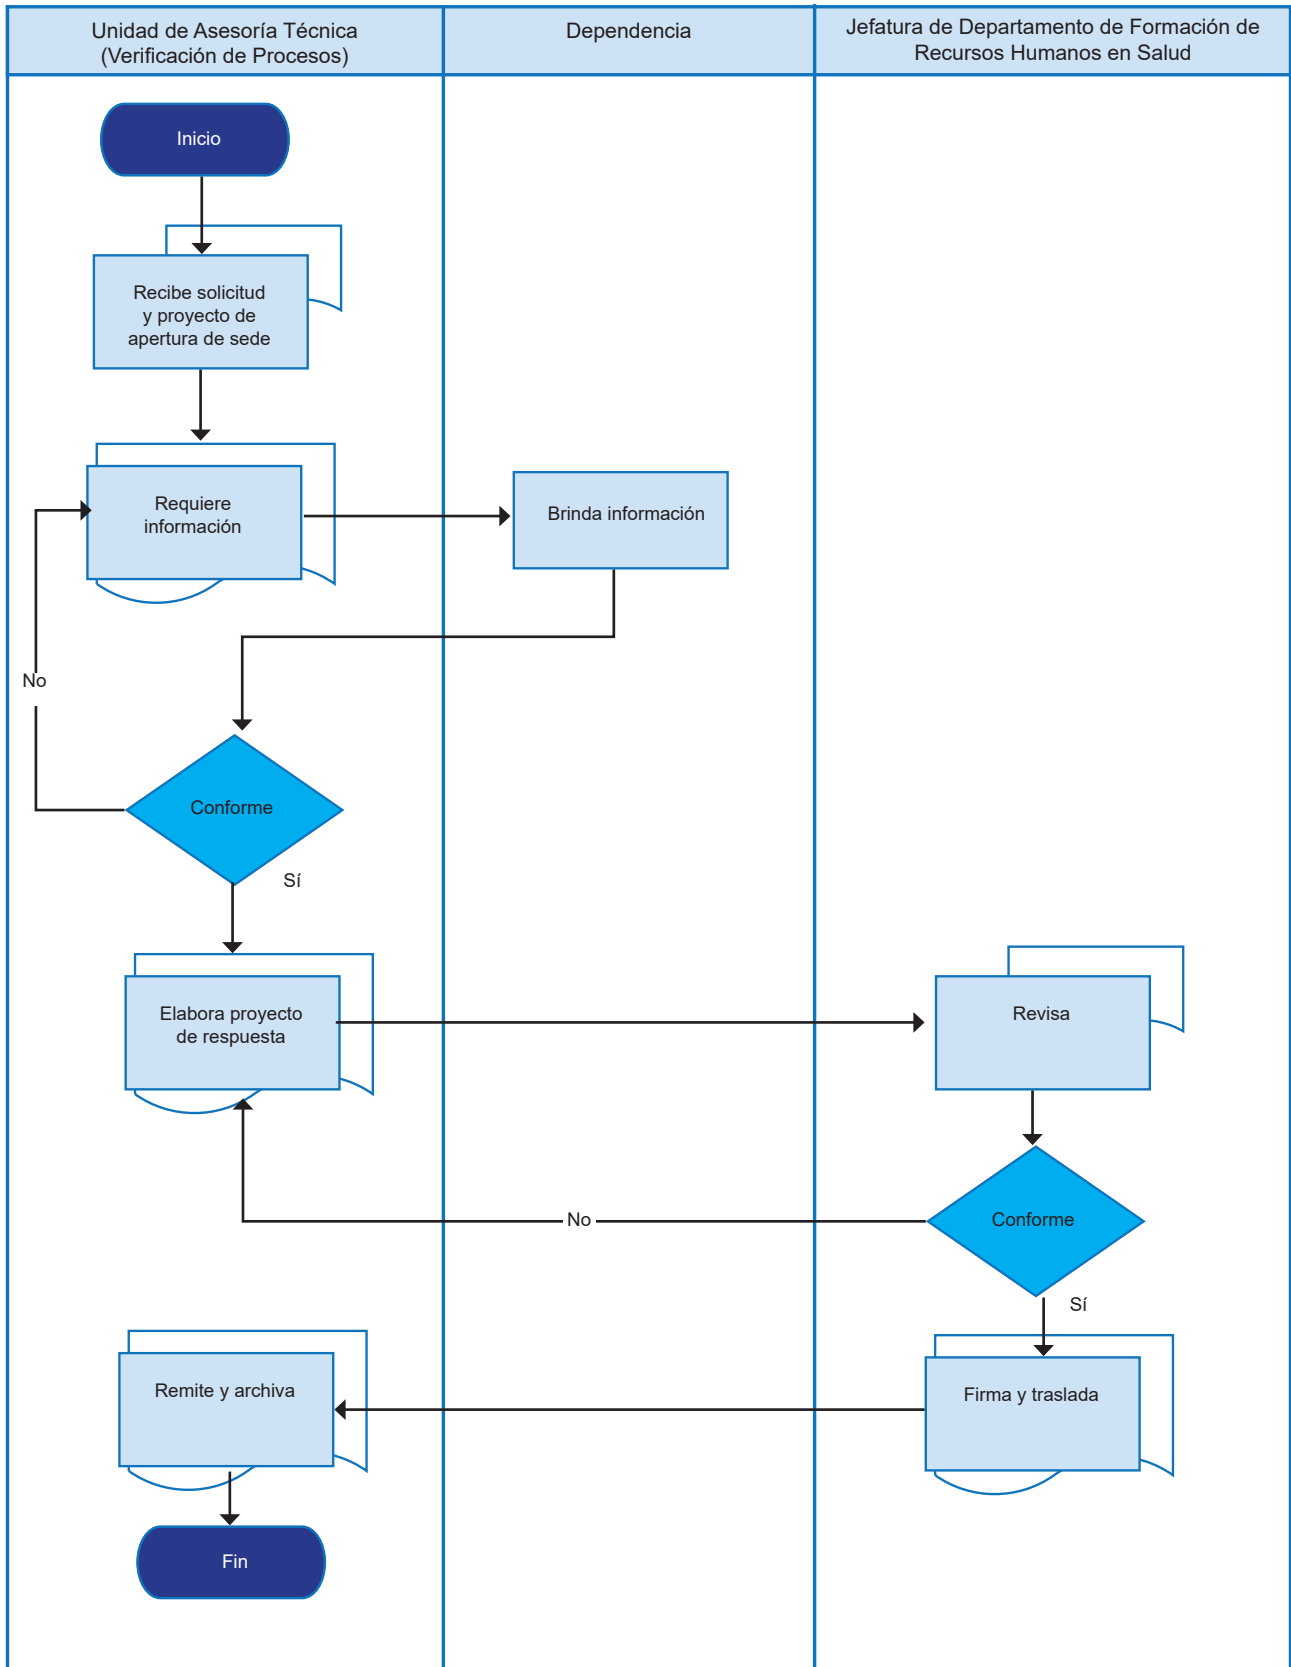 Unidad de Asesoría Técnica
(Verificación de Procesos)
Dependencia
Jefatura de Departamento de Formación de
Recursos Humanos en Salud
Inicio
Recibe solicitud
y proyecto de
apertura de sede
Requiere
información
Brinda información
No
Conforme
Sí
Elabora proyecto
de respuesta
Revisa
No
Conforme
Sí
Remite y archiva
Firma y traslada
Fin